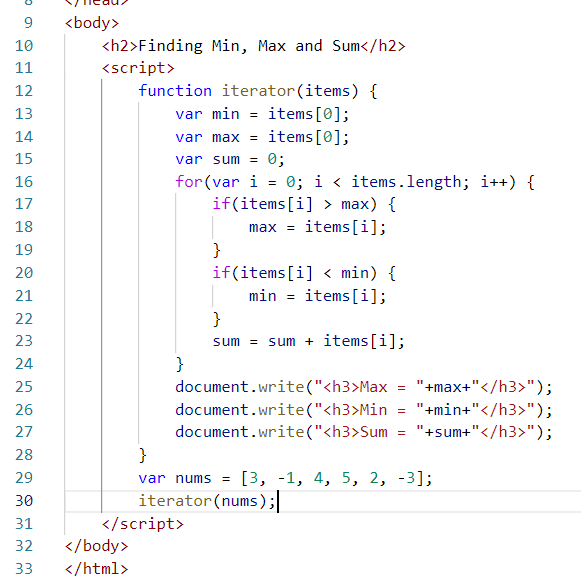 8 </head>
9 <body>
10     <h2>Finding Min, Max and Sum</h2>
11     <script>
12         function iterator(items) {
13             var min = items[0];
14             var max = items[0];
15             var sum = 0;
16             for(var i = 0; i < items.length; i++) {
17                 if(items[i] > max) {
18                     max = items[i];
19                 }
20                 if(items[i] < min) {
21                     min = items[i];
22                 }
23                 sum = sum + items[i];
24             }
25             document.write("<h3>Max = "+max+"</h3>");
26             document.write("<h3>Min = "+min+"</h3>");
27             document.write("<h3>Sum = "+sum+"</h3>");
28         }
29         var nums = [3, -1, 4, 5, 2, -3];
30         iterator(nums);
31     </script>
32 </body>
33 </html>